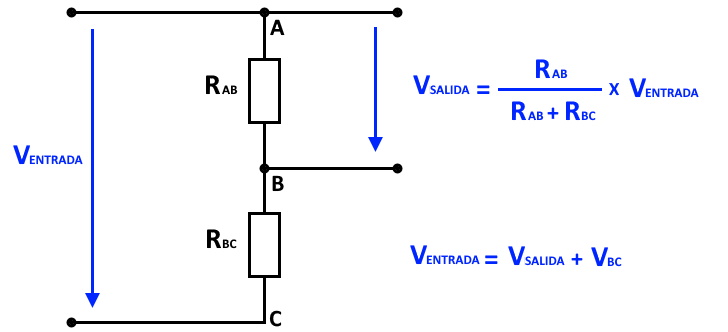 A
RAB
VSALIDA = RAB / RAB + RBC x VENTRADA
VENTRADA
B
RBC
VENTRADA = VSALIDA + VBC
C